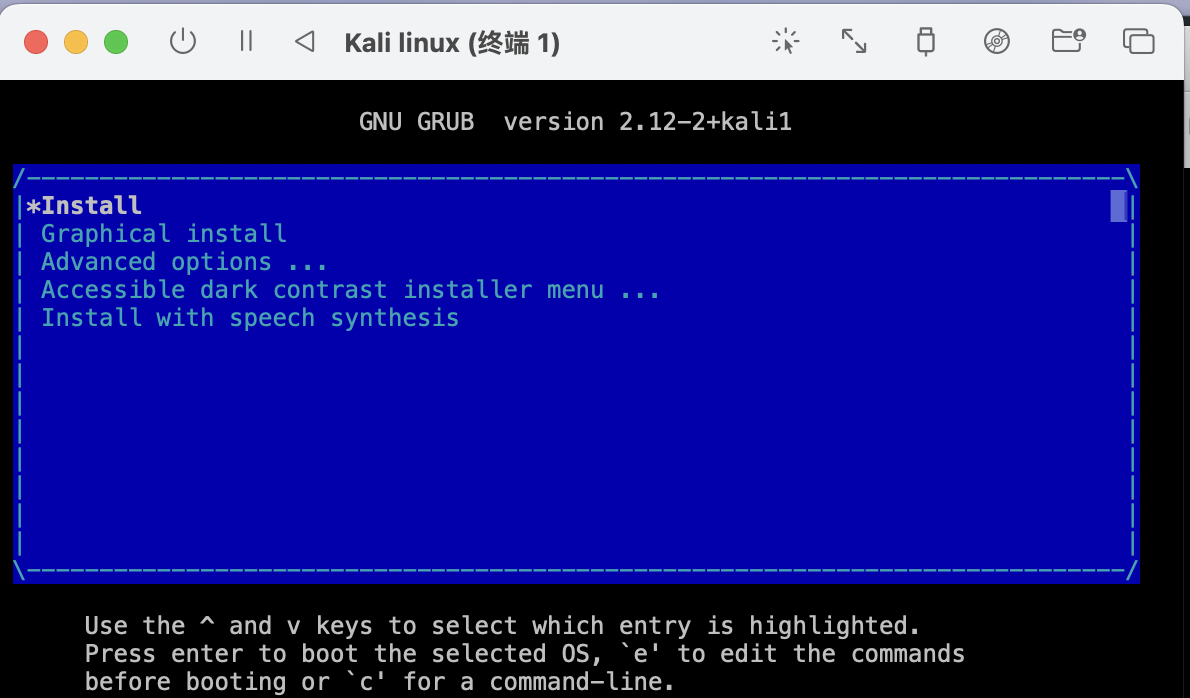 Kali linux (终端 1)
GNU GRUB  version 2.12-2+kali1
/----------------------------------------------------------------------------\
|*Install                                                                    |
| Graphical install                                                          |
| Advanced options ...                                                       |
| Accessible dark contrast installer menu ...                                |
| Install with speech synthesis                                              |
\----------------------------------------------------------------------------/
Use the ^ and v keys to select which entry is highlighted.
Press enter to boot the selected OS, `e' to edit the commands
before booting or `c' for a command-line.